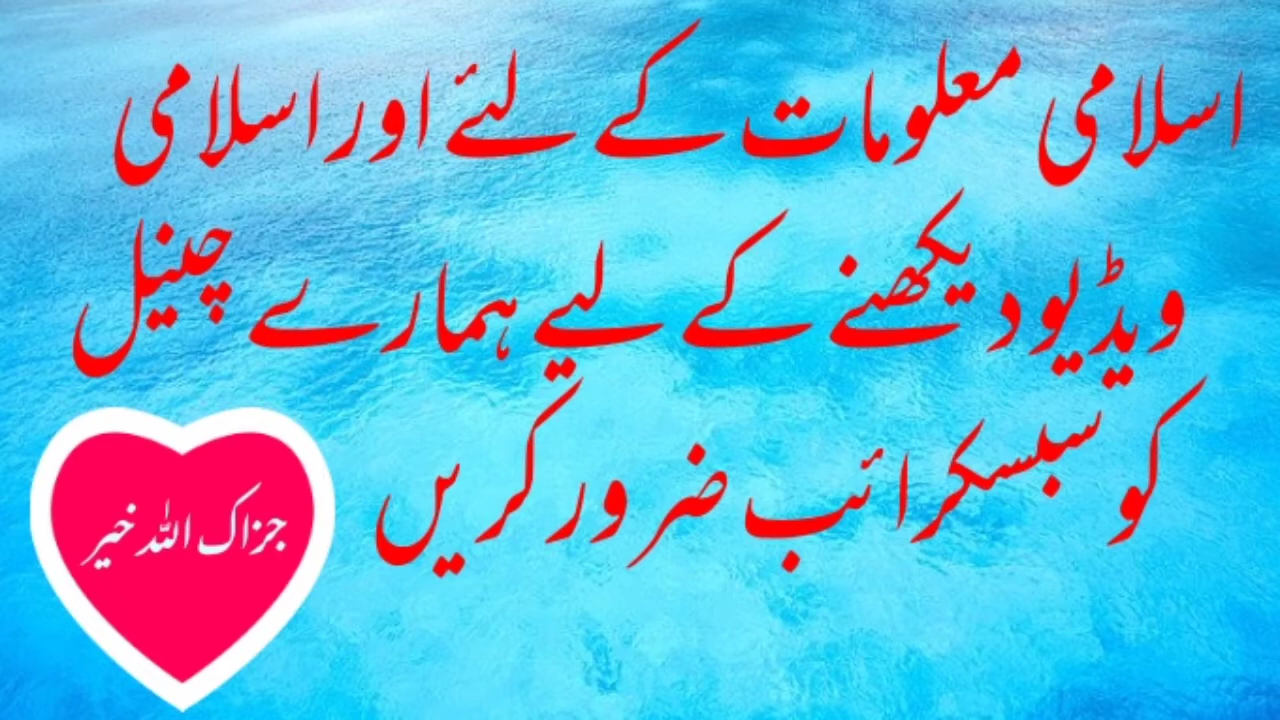 اسلامی معلومات کے لئے اور اسلامی
ویڈیو دیکھنے کے لیے ہمارے چینل
کو سبسکرائب ضرور کریں
جزاک اللہ خیر